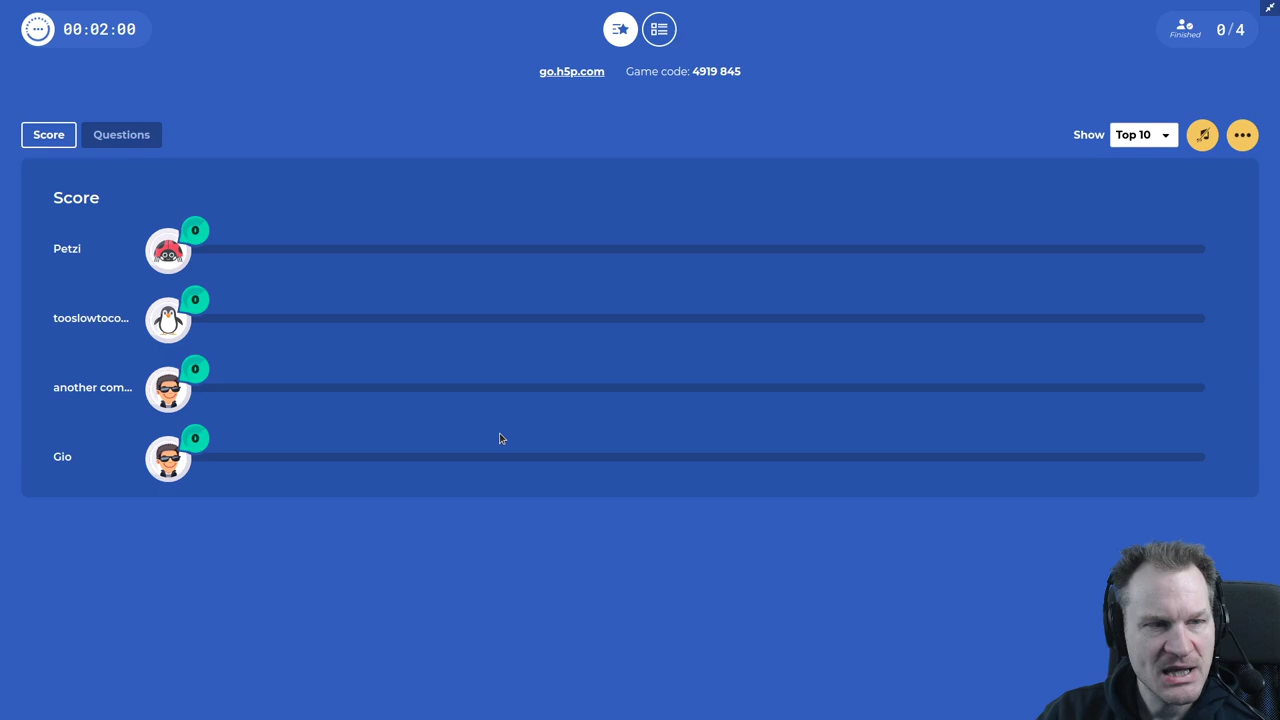 00:02:00
Finished
0/4
go.h5p.com Game code: 4919 845
Score Questions
Show Top 10
Score
Petzi 0
tooslowtoco... 0
another com... 0
Gio 0